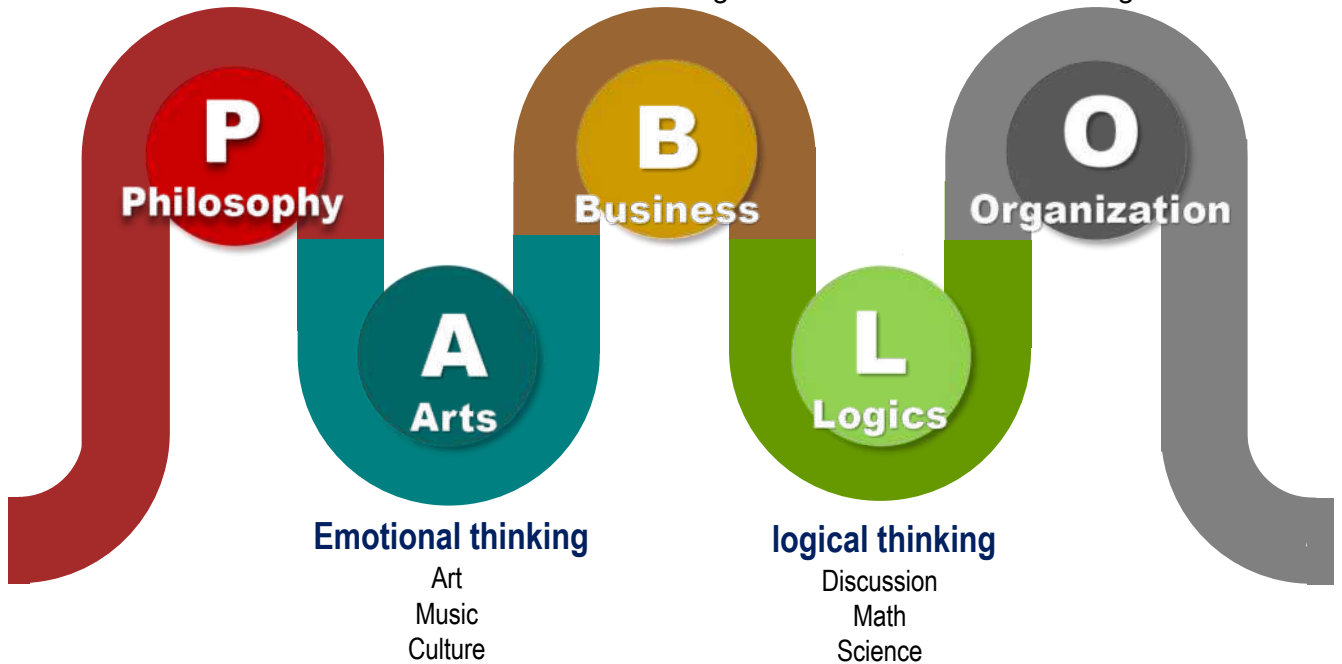 P
Philosophy
B
Business
O
Organization
A
Arts
L
Logics
Emotional thinking
Art
Music
Culture
logical thinking
Discussion
Math
Science